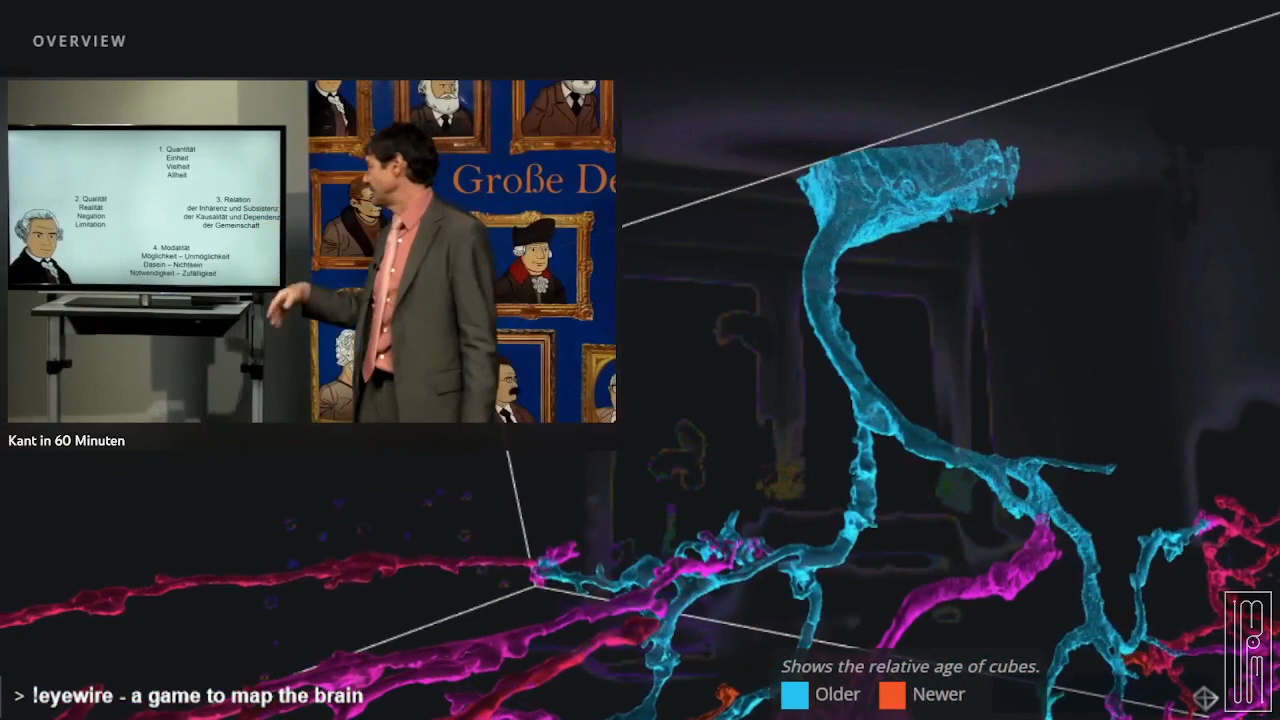 OVERVIEW
1. Quantität
Einheit
Vielheit
Allheit
2. Qualität
Realität
Negation
Limitation
3. Relation
der Inhärenz und Subsistenz
der Kausalität und Dependenz
der Gemeinschaft
4. Modalität
Möglichkeit – Unmöglichkeit
Dasein – Nichtsein
Notwendigkeit – Zufälligkeit
Große De
Kant in 60 Minuten
> !eyewire - a game to map the brain
Shows the relative age of cubes.
Older
Newer